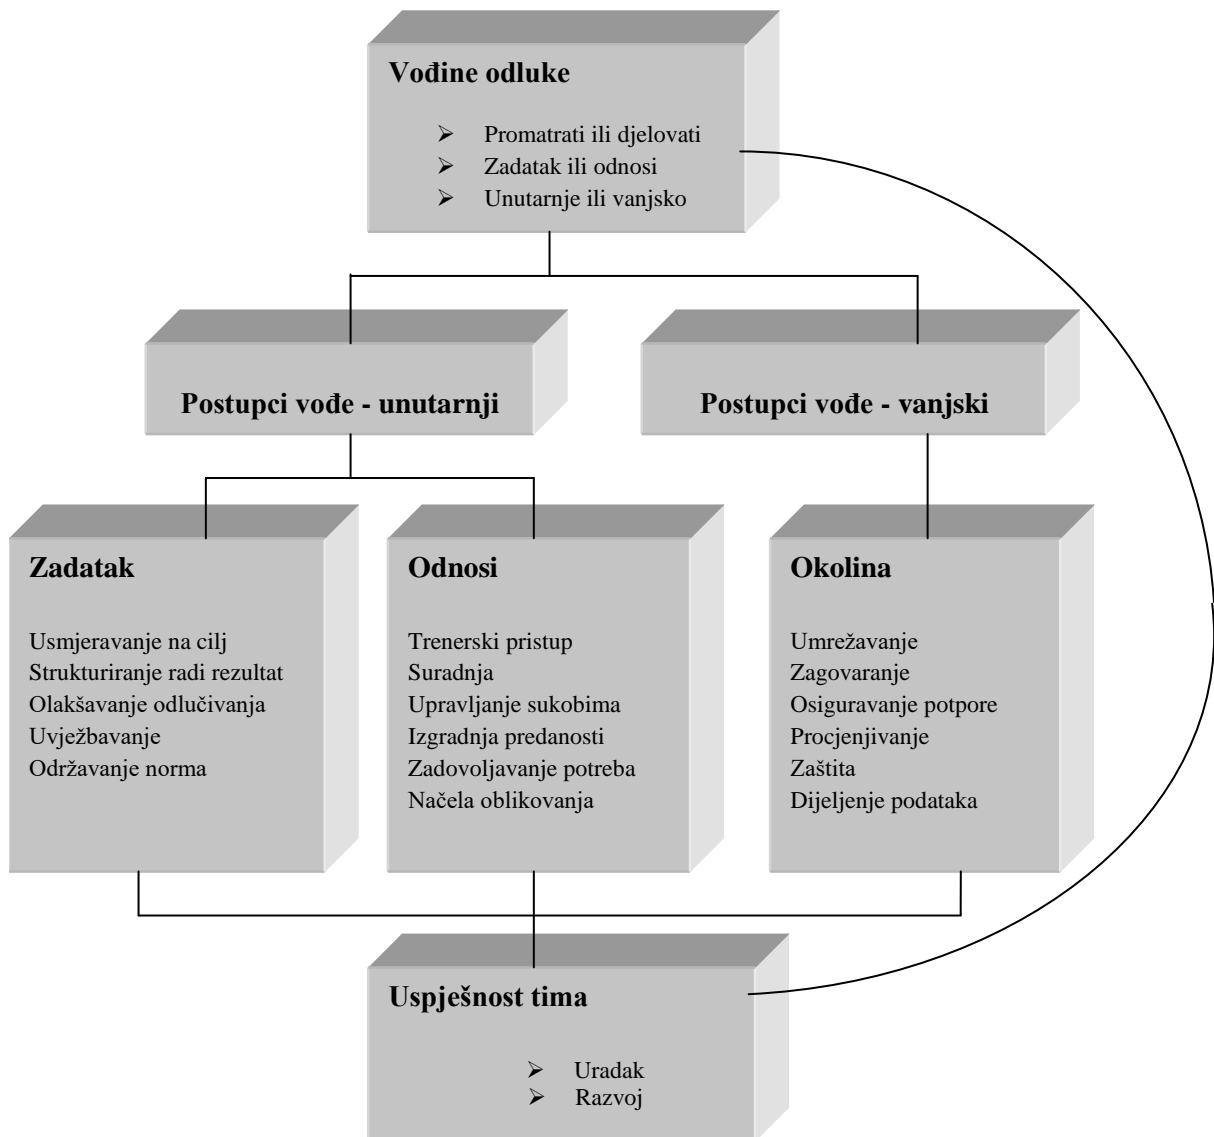 Vođine odluke
➢ Promatrati ili djelovati
➢ Zadatak ili odnosi
➢ Unutarnje ili vanjsko
Postupci vođe - unutarnji
Postupci vođe - vanjski
Zadatak
Usmjeravanje na cilj
Strukturiranje radi rezultat
Olakšavanje odlučivanja
Uvježbavanje
Održavanje norma
Odnosi
Trenerski pristup
Suradnja
Upravljanje sukobima
Izgradnja predanosti
Zadovoljavanje potreba
Načela oblikovanja
Okolina
Umrežavanje
Zagovaranje
Osiguravanje potpore
Procjenjivanje
Zaštita
Dijeljenje podataka
Uspješnost tima
➢ Uradak
➢ Razvoj